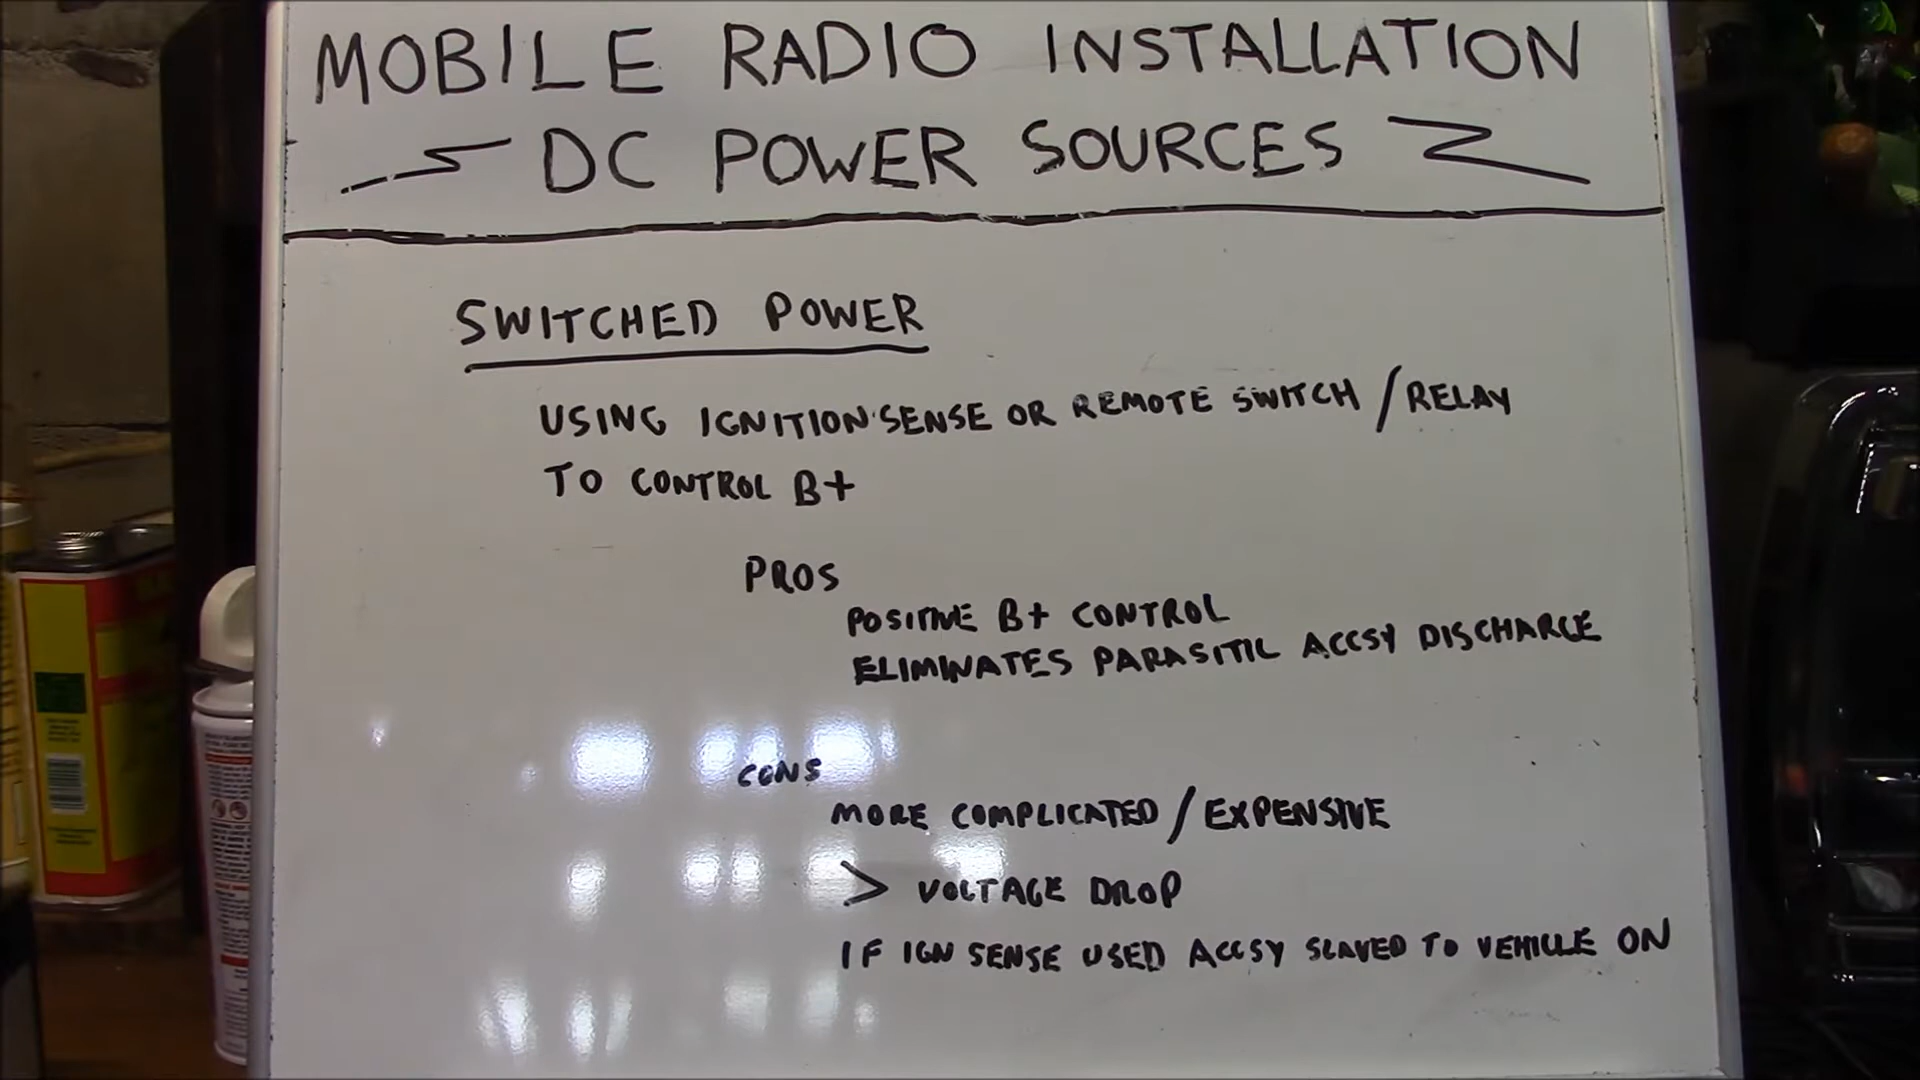 MOBILE RADIO INSTALLATION
DC POWER SOURCES
SWITCHED POWER
USING IGNITION SENSE OR REMOTE SWITCH / RELAY
TO CONTROL B+
PROS
POSITIVE B+ CONTROL
ELIMINATES PARASITIC ACCSY DISCHARGE
CONS
MORE COMPLICATED / EXPENSIVE
> VOLTAGE DROP
IF IGN SENSE USED ACCSY SLAVED TO VEHICLE ON